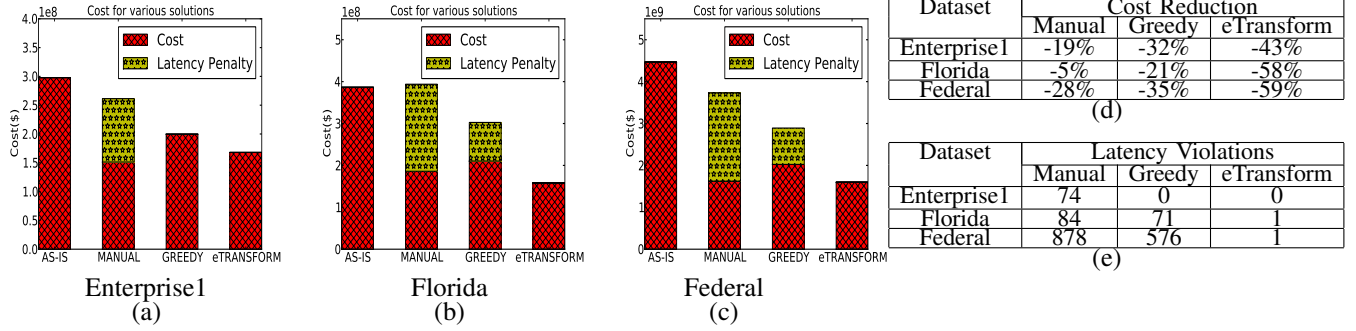 1e8 Cost for various solutions
Cost
Latency Penalty
Cost($)
4.0
3.5
3.0
2.5
2.0
1.5
1.0
0.5
0.0
AS-IS MANUAL GREEDY eTRANSFORM
Enterprise1
(a)
1e8 Cost for various solutions
Cost
Latency Penalty
Cost($)
5
4
3
2
1
0
AS-IS MANUAL GREEDY eTRANSFORM
Florida
(b)
1e9 Cost for various solutions
Cost
Latency Penalty
Cost($)
5
4
3
2
1
0
AS-IS MANUAL GREEDY eTRANSFORM
Federal
(c)
Dataset Cost Reduction
Manual Greedy eTransform
Enterprise1 -19% -32% -43%
Florida -5% -21% -58%
Federal -28% -35% -59%
(d)
Dataset Latency Violations
Manual Greedy eTransform
Enterprise1 74 0 0
Florida 84 71 1
Federal 878 576 1
(e)